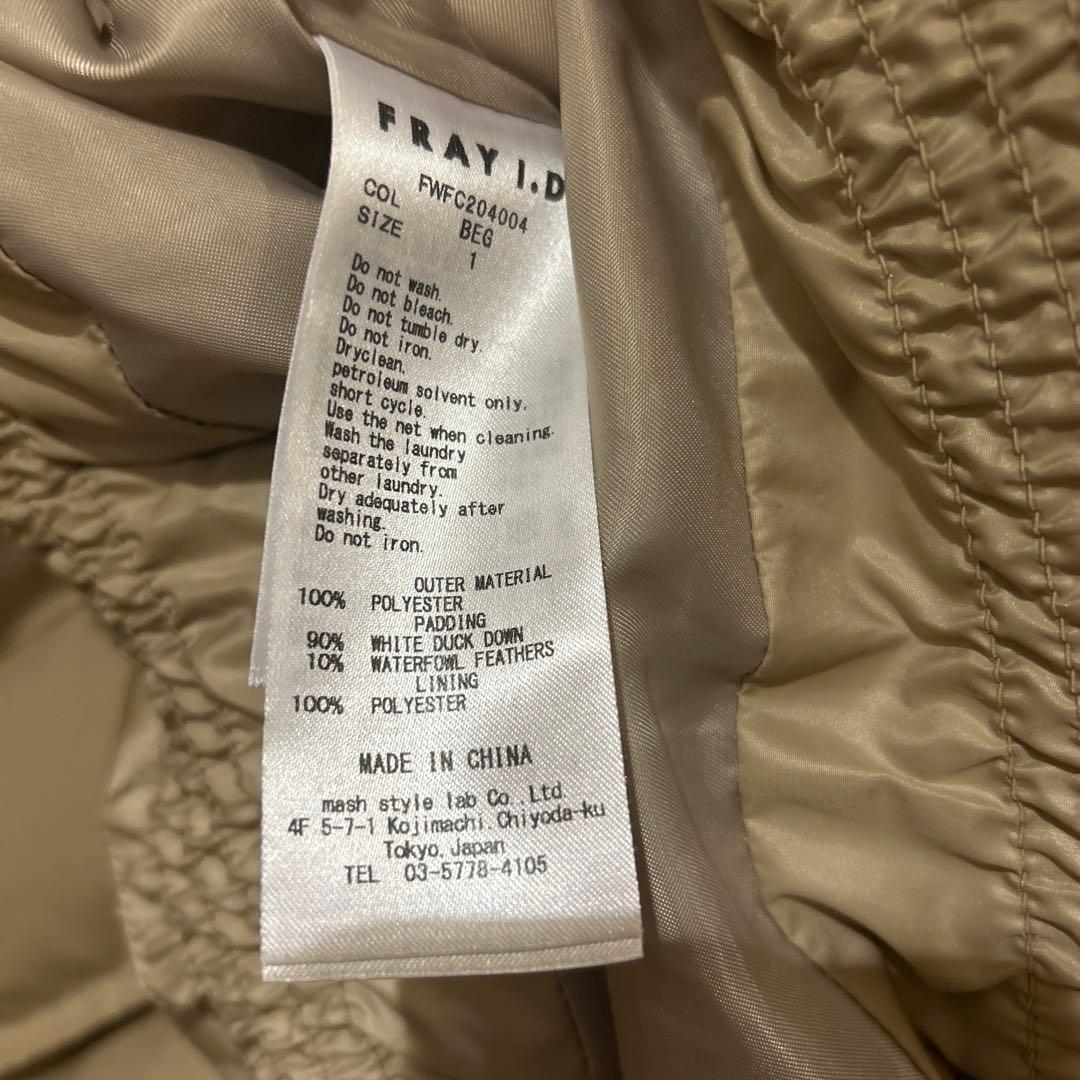 FRAY I.D
FWFC204004
COL BEG
SIZE 1
Do not wash.
Do not bleach.
Do not tumble dry.
Do not iron.
Dryclean.
petroleum solvent only.
short cycle.
Use the net when cleaning.
Wash the laundry
separately from
other laundry.
Dry adequately after
washing.
Do not iron.
OUTER MATERIAL
100% POLYESTER
PADDING
90% WHITE DUCK DOWN
10% WATERFOWL FEATHERS
LINING
100% POLYESTER
MADE IN CHINA
mash style lab Co.,Ltd
4F 5-7-1 Kojimachi.Chiyoda-ku
Tokyo.Japan
TEL 03-5778-4105